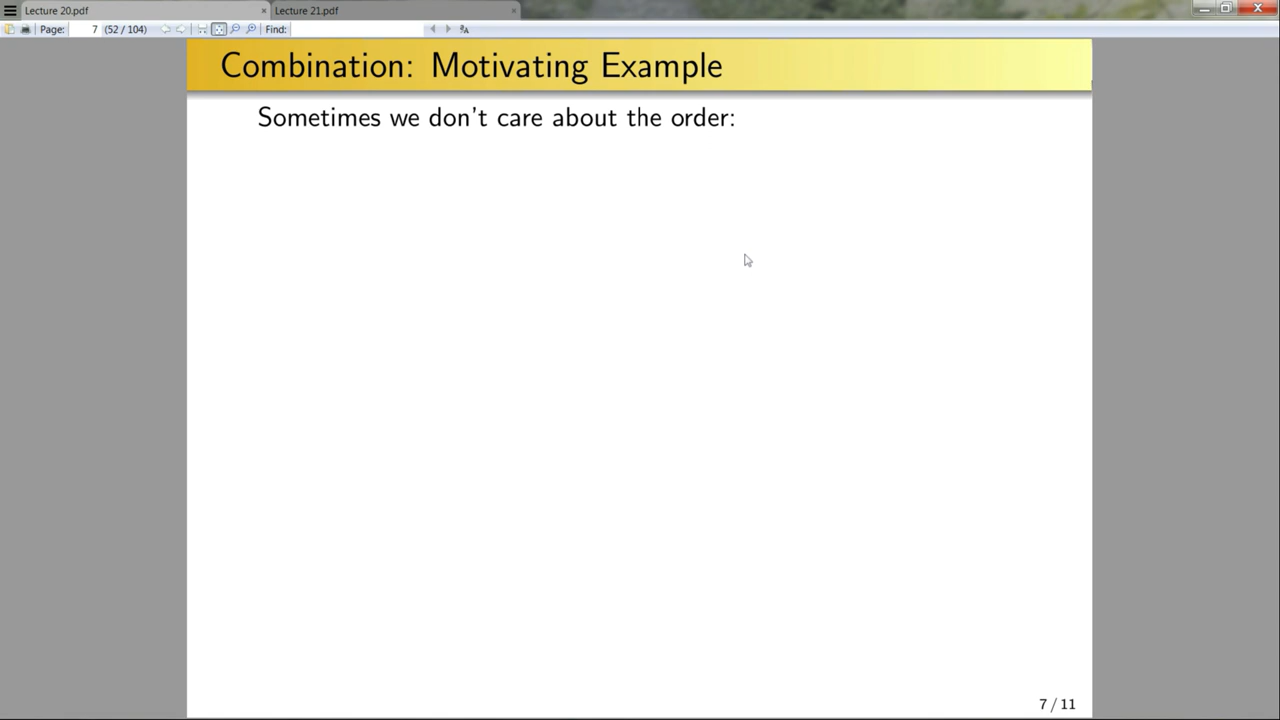 Lecture 20.pdf
Lecture 21.pdf
Page: 7 (52 / 104) Find:
Combination: Motivating Example
Sometimes we don't care about the order:
7 / 11